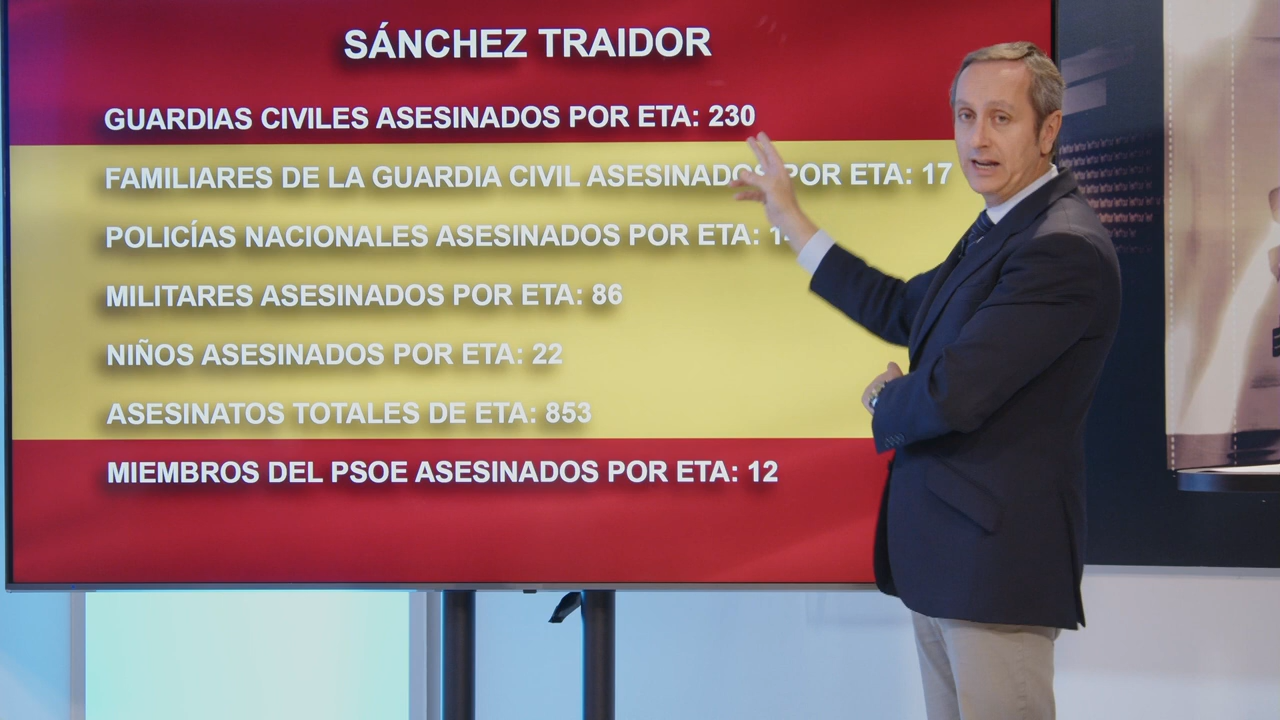 SÁNCHEZ TRAIDOR
GUARDIAS CIVILES ASESINADOS POR ETA: 230
FAMILIARES DE LA GUARDIA CIVIL ASESINADOS POR ETA: 17
POLICÍAS NACIONALES ASESINADOS POR ETA:
MILITARES ASESINADOS POR ETA: 86
NIÑOS ASESINADOS POR ETA: 22
ASESINATOS TOTALES DE ETA: 853
MIEMBROS DEL PSOE ASESINADOS POR ETA: 12